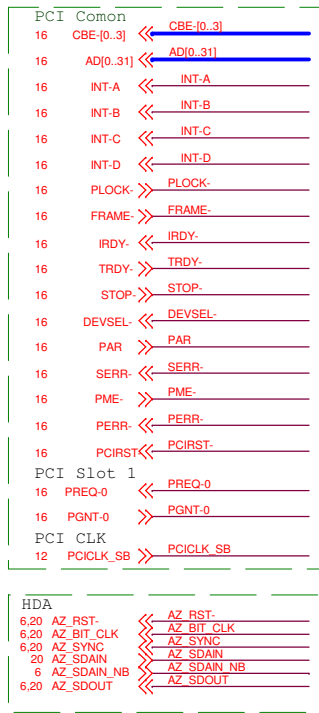 PCI Comon
16 CBE-[0..3] CBE-[0..3]
16 AD[0..31] AD[0..31]
16 INT-A INT-A
16 INT-B INT-B
16 INT-C INT-C
16 INT-D INT-D
16 PLOCK- PLOCK-
16 FRAME- FRAME-
16 IRDY- IRDY-
16 TRDY- TRDY-
16 STOP- STOP-
16 DEVSEL- DEVSEL-
16 PAR PAR
16 SERR- SERR-
16 PME- PME-
16 PERR- PERR-
16 PCIRST- PCIRST-
PCI Slot 1
16 PREQ-0 PREQ-0
16 PGNT-0 PGNT-0
PCI CLK
12 PCICLK_SB PCICLK_SB
HDA
6,20 AZ_RST- AZ_RST-
6,20 AZ_BIT_CLK AZ_BIT_CLK
6,20 AZ_SYNC AZ_SYNC
20 AZ_SDAIN AZ_SDAIN
6 AZ_SDAIN_NB AZ_SDAIN_NB
6,20 AZ_SDOUT AZ_SDOUT